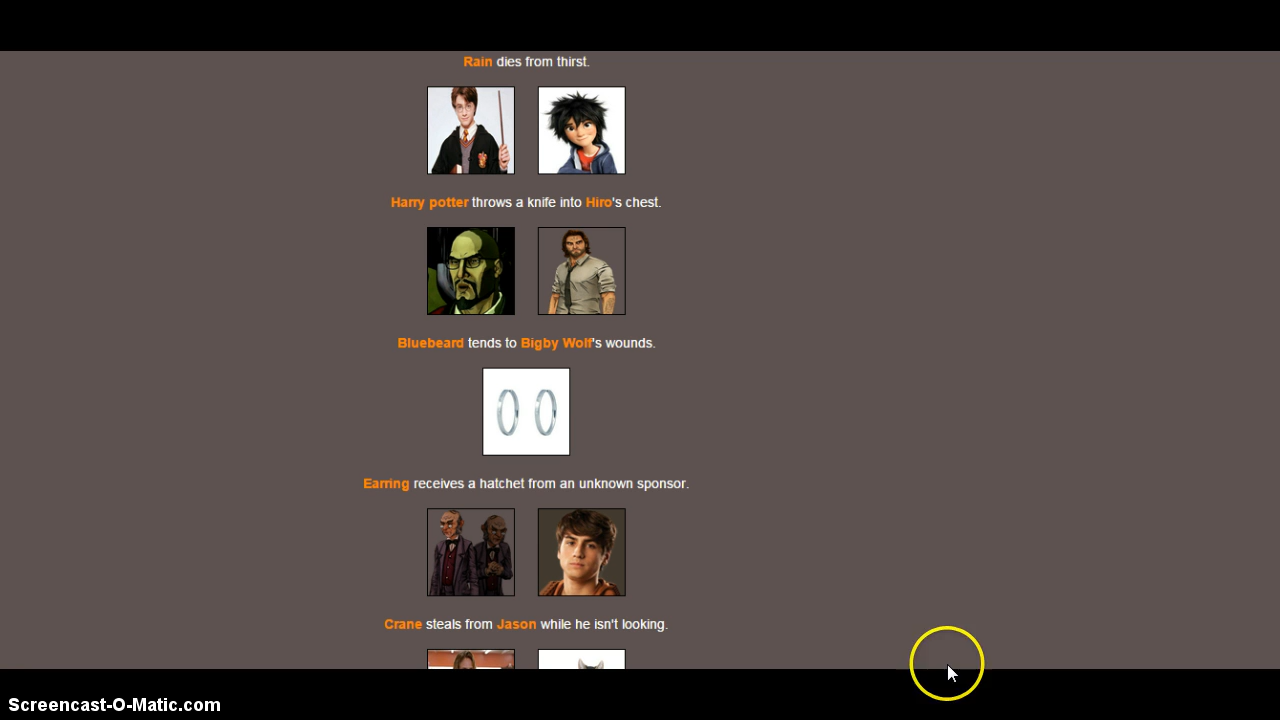 Rain dies from thirst.
Harry potter throws a knife into Hiro's chest.
Bluebeard tends to Bigby Wolf's wounds.
Earring receives a hatchet from an unknown sponsor.
Crane steals from Jason while he isn't looking.
Screencast-O-Matic.com